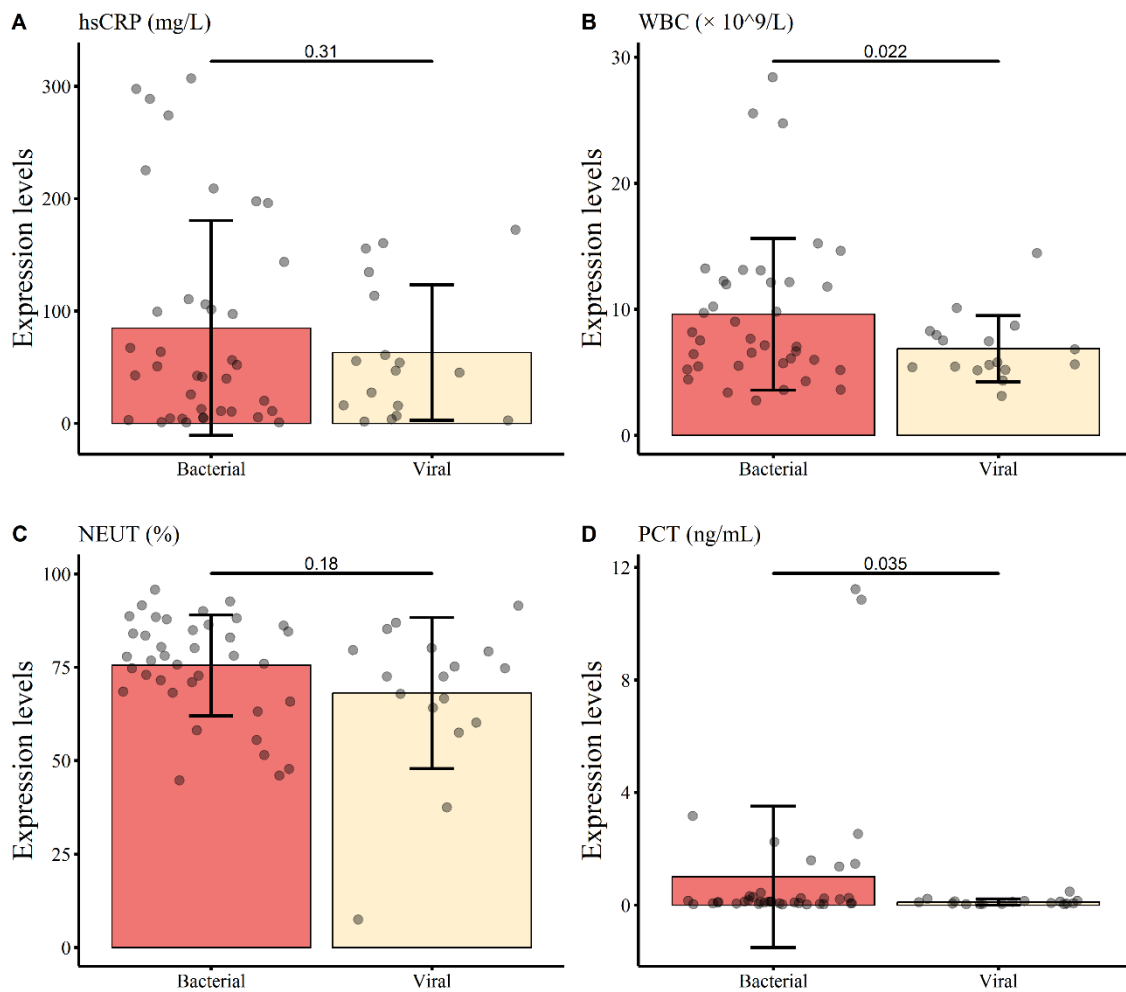 A hsCRP (mg/L)
0.31
Expression levels
300
200
100
0
Bacterial Viral
B WBC (× 10^9/L)
0.022
Expression levels
30
20
10
0
Bacterial Viral
C NEUT (%)
0.18
Expression levels
100
75
50
25
0
Bacterial Viral
D PCT (ng/mL)
0.035
Expression levels
12
8
4
0
Bacterial Viral